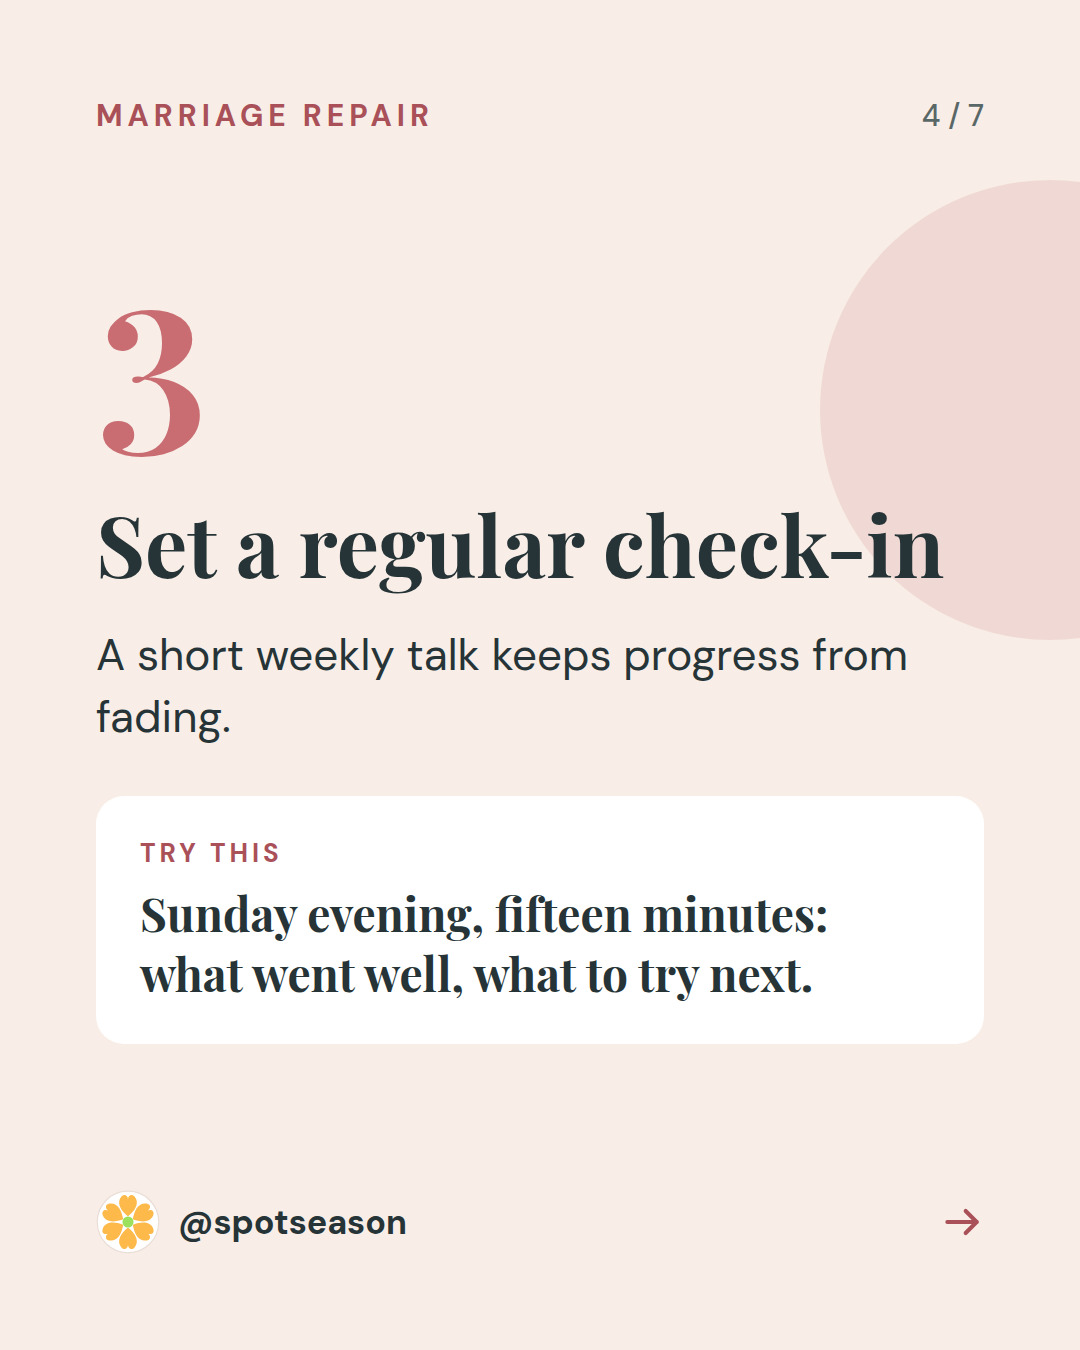 MARRIAGE REPAIR
4 / 7
3
Set a regular check-in
A short weekly talk keeps progress from
fading.
TRY THIS
Sunday evening, fifteen minutes:
what went well, what to try next.
@spotseason